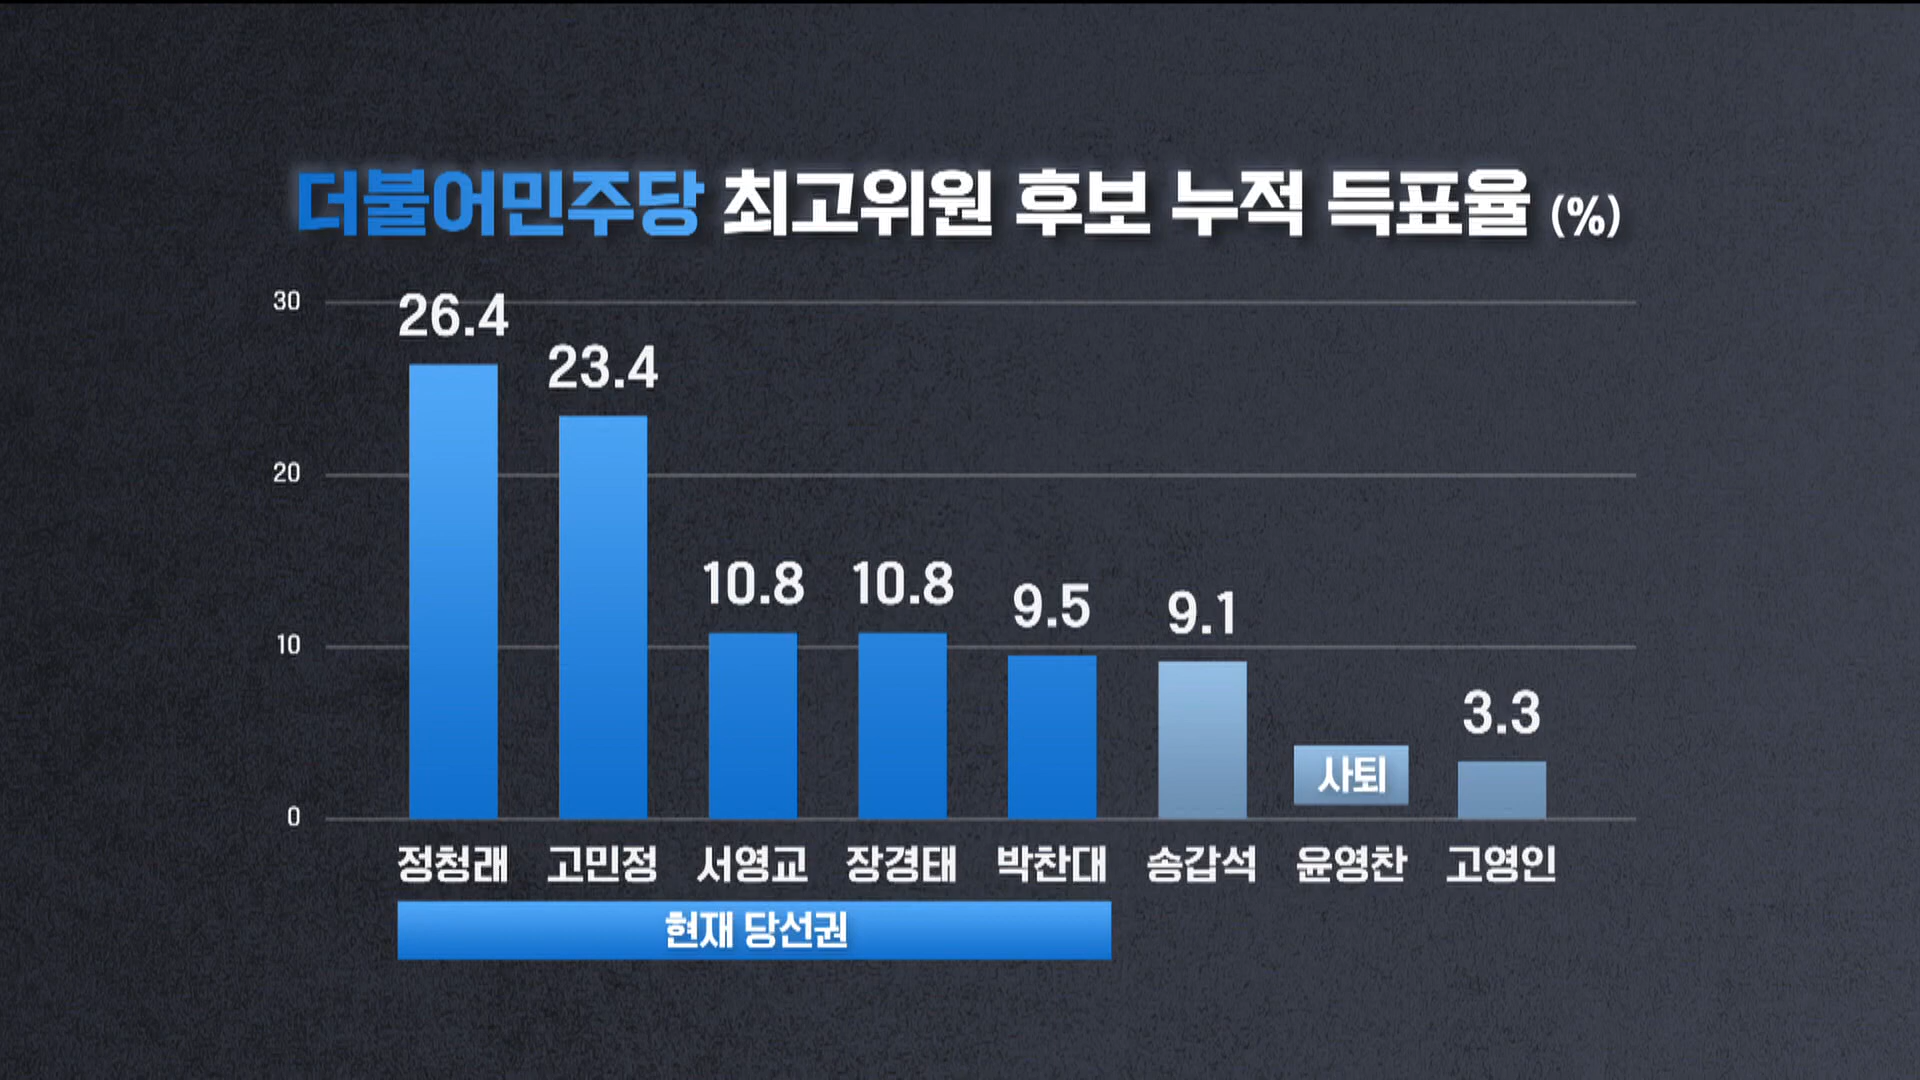 더불어민주당 최고위원 후보 누적 득표율 (%)
30
20
10
0
26.4
23.4
10.8
10.8
9.5
9.1
사퇴
3.3
정청래 고민정 서영교 장경태 박찬대 송갑석 윤영찬 고영인
현재 당선권